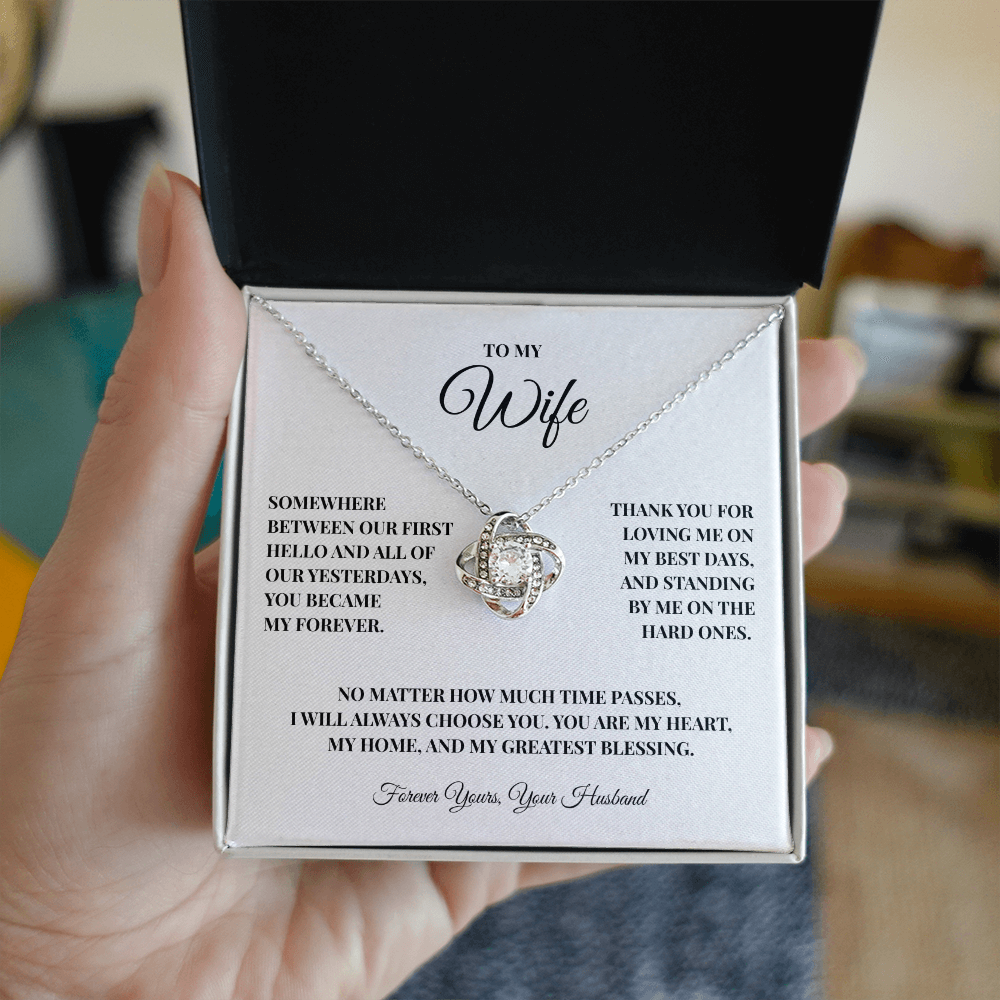 TO MY
Wife
SOMEWHERE
BETWEEN OUR FIRST
HELLO AND ALL OF
OUR YESTERDAYS,
YOU BECAME
MY FOREVER.
THANK YOU FOR
LOVING ME ON
MY BEST DAYS,
AND STANDING
BY ME ON THE
HARD ONES.
NO MATTER HOW MUCH TIME PASSES,
I WILL ALWAYS CHOOSE YOU. YOU ARE MY HEART,
MY HOME, AND MY GREATEST BLESSING.
Forever Yours, Your Husband